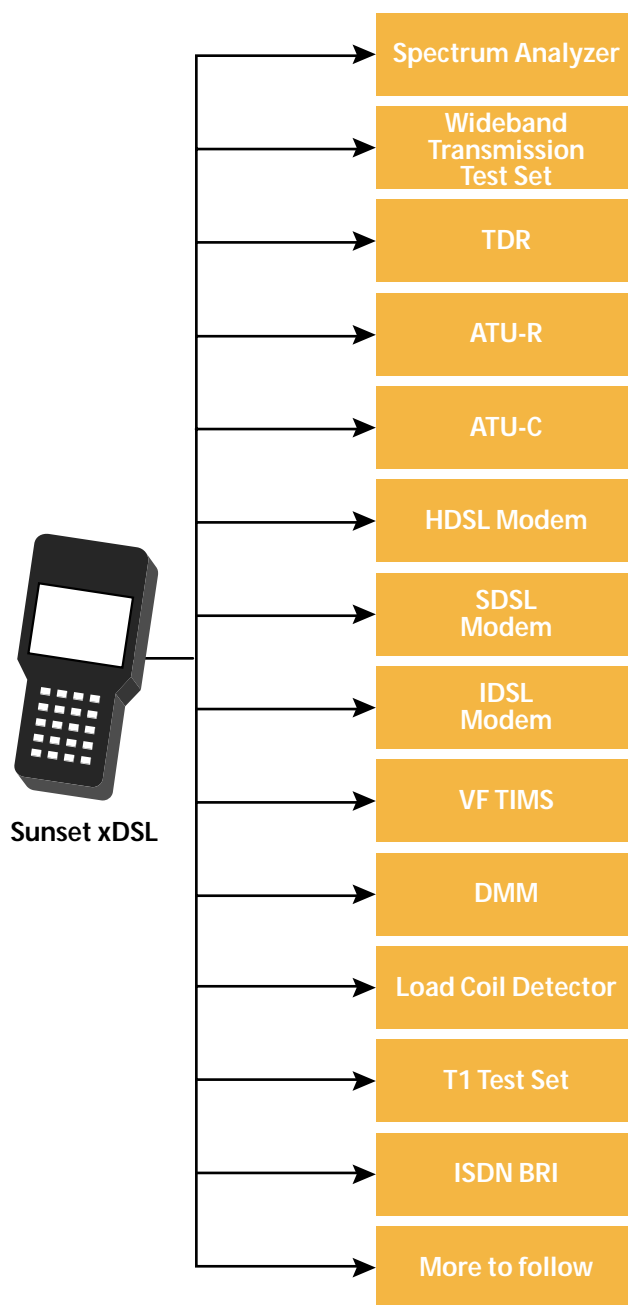 Spectrum Analyzer
Wideband
Transmission
Test Set
TDR
ATU-R
ATU-C
HDSL Modem
SDSL
Modem
IDSL
Modem
Sunset xDSL
VF TIMS
DMM
Load Coil Detector
T1 Test Set
ISDN BRI
More to follow